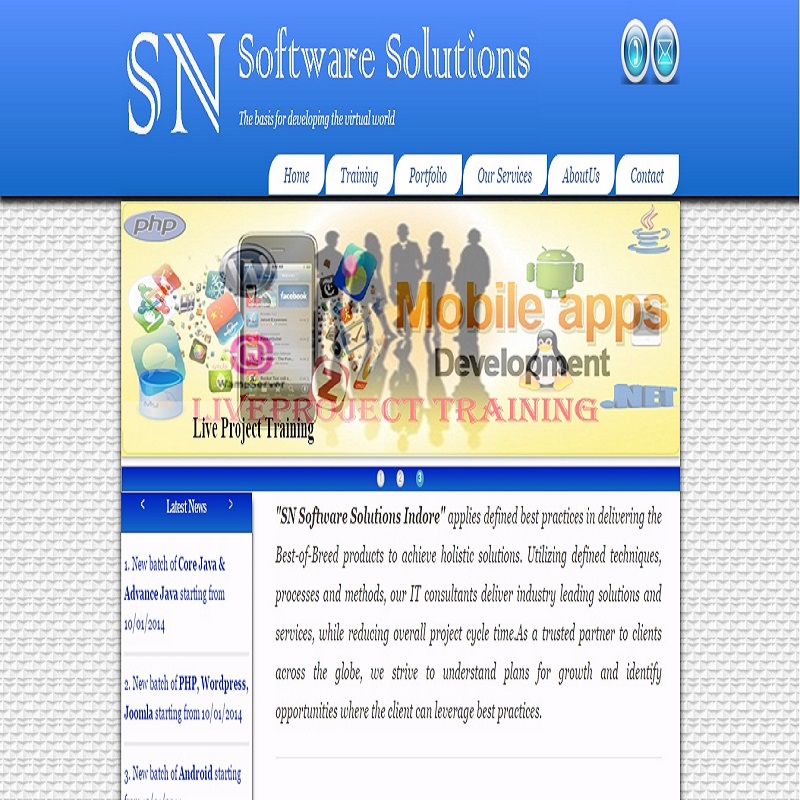 SN Software Solutions
The basis for developing the virtual world
Home Training Portfolio Our Services AboutUs Contact
php
facebook
Mobile apps
Development
WampServer
.NET
LIVEPROJECT TRAINING
Live Project Training
1 2 3
‹ Latest News ›
1. New batch of Core Java &
Advance Java starting from
10/01/2014
2. New batch of PHP, Wordpress,
Joomla starting from 10/01/2014
3. New batch of Android starting
"SN Software Solutions Indore" applies defined best practices in delivering the
Best-of-Breed products to achieve holistic solutions. Utilizing defined techniques,
processes and methods, our IT consultants deliver industry leading solutions and
services, while reducing overall project cycle time.As a trusted partner to clients
across the globe, we strive to understand plans for growth and identify
opportunities where the client can leverage best practices.